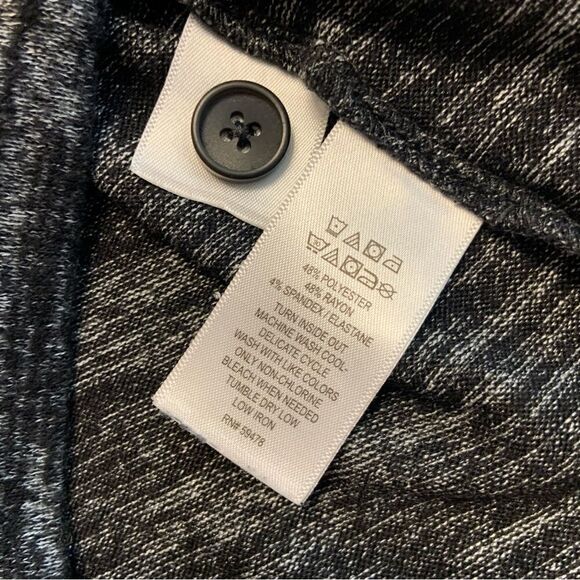 48% POLYESTER
48% RAYON
4% SPANDEX / ELASTANE
TURN INSIDE OUT
MACHINE WASH COOL-
DELICATE CYCLE
WASH WITH LIKE COLORS
ONLY NON-CHLORINE
BLEACH WHEN NEEDED
TUMBLE DRY LOW
LOW IRON
RN# 59478